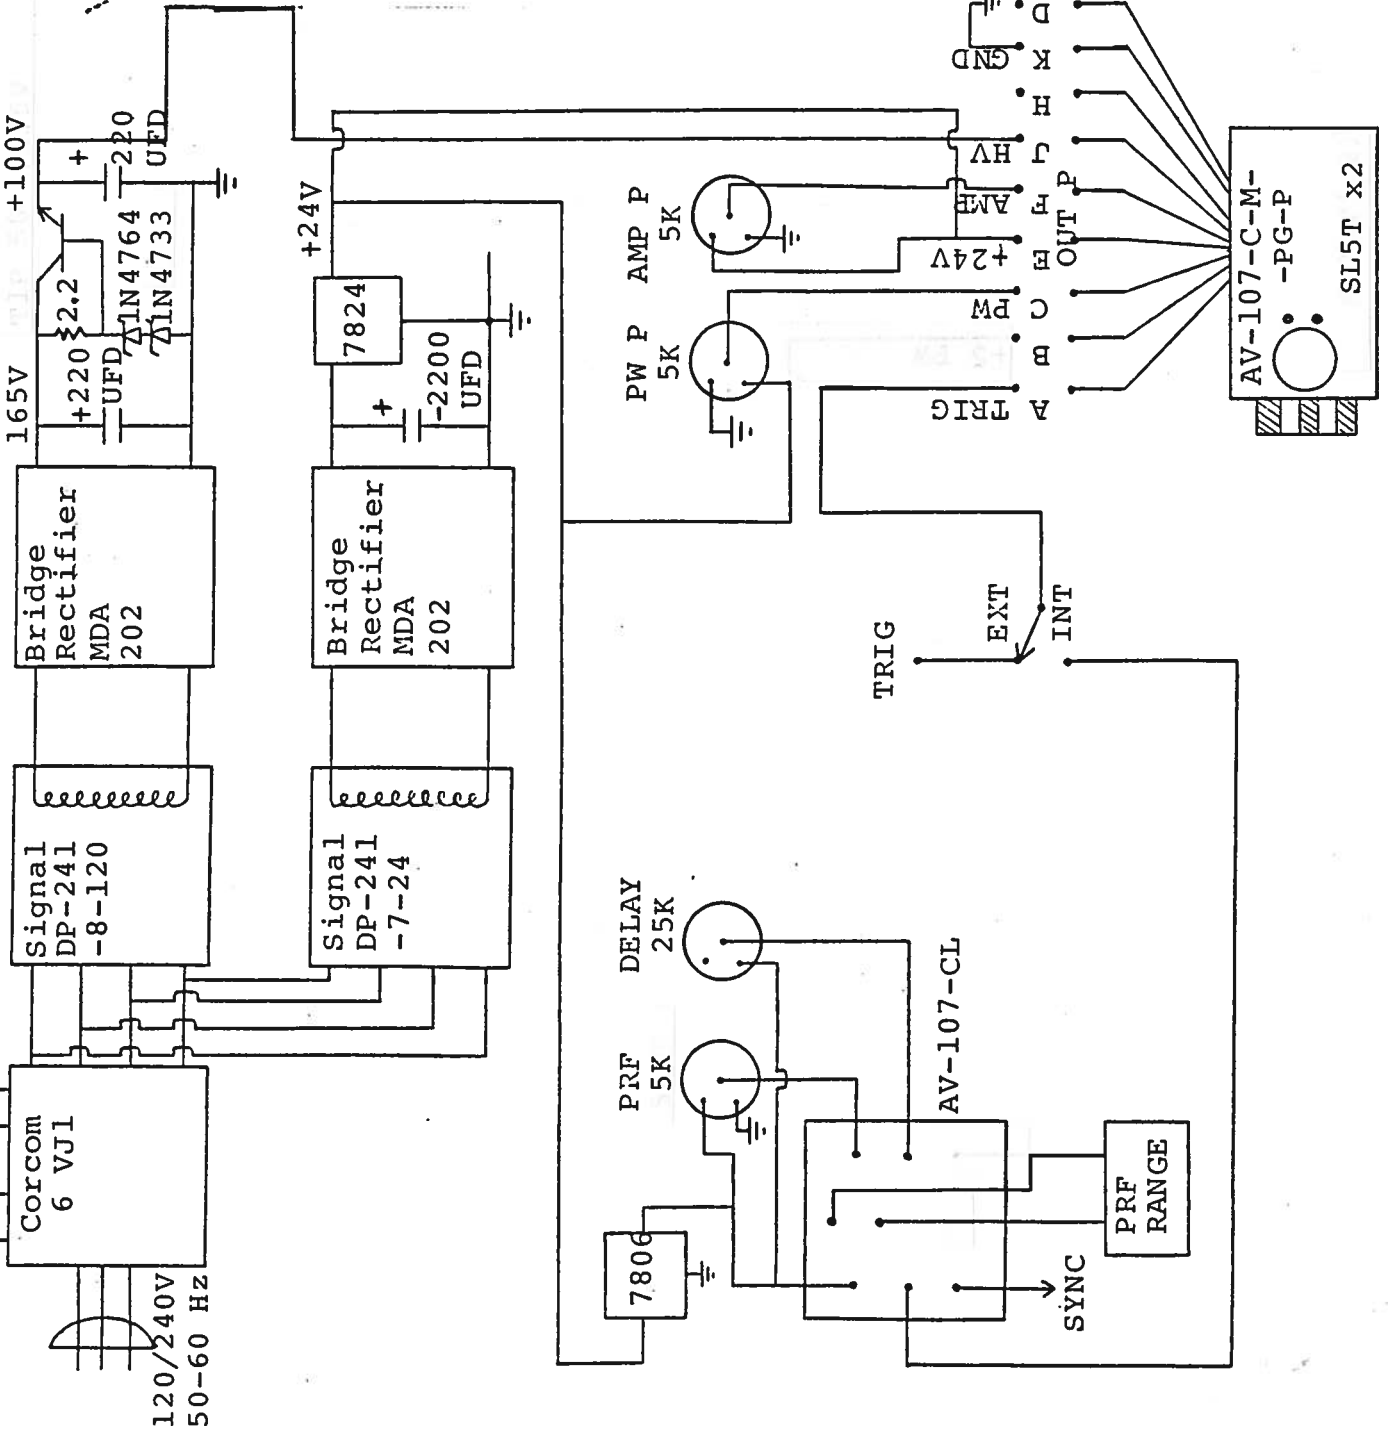 Corcom
6 VJ1
120/240V
50-60 Hz
Signal
DP-241
-8-120
Bridge
Rectifier
MDA
202
165V
+220
UFD
2.2
1N4764
1N4733
+100V
+
220
UFD
Signal
DP-241
-7-24
Bridge
Rectifier
MDA
202
+
-2200
UFD
7824
+24V
PRF
5K
DELAY
25K
7806
AV-107-CL
PRF
RANGE
SYNC
TRIG
EXT
INT
PW P
5K
AMP P
5K
TRIG
PW
+24V
AMP
HV
GND
A
B
C
E
F
J
H
K
D
OUT P
AV-107-C-M-
-PG-P
SL5T x2